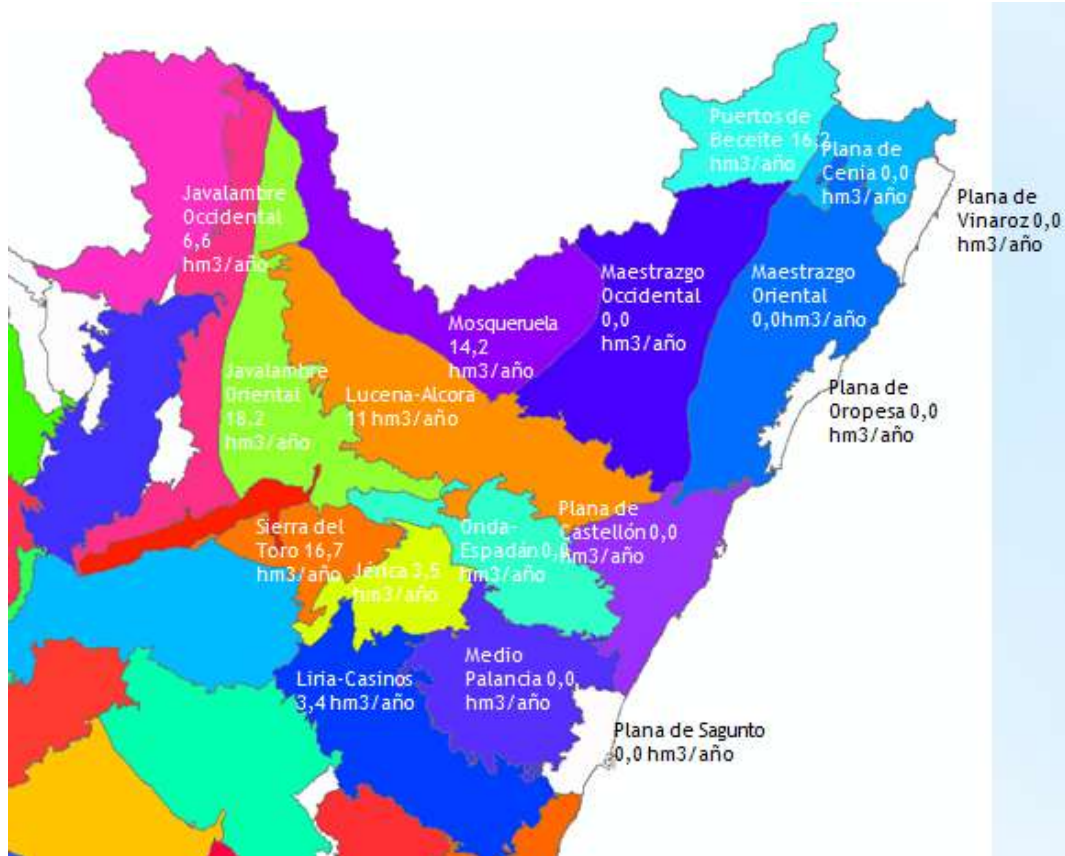 Puertos de
Beceite 16,2
hm3/año
Plana de
Cenia 0,0
hm3/año
Plana de
Vinaroz 0,0
hm3/año
Javalambre
Occidental
6,6
hm3/año
Maestrazgo
Occidental
0,0
hm3/año
Maestrazgo
Oriental
0,0hm3/año
Mosqueruela
14,2
hm3/año
Javalambre
Oriental
18,2
hm3/año
Lucena-Alcora
11 hm3/año
Plana de
Oropesa 0,0
hm3/año
Sierra del
Toro 16,7
hm3/año
Jérica 3,5
hm3/año
Onda-
Espadán 0,0
hm3/año
Plana de
Castellón 0,0
hm3/año
Liria-Casinos
3,4 hm3/año
Medio
Palancia 0,0
hm3/año
Plana de Sagunto
0,0 hm3/año